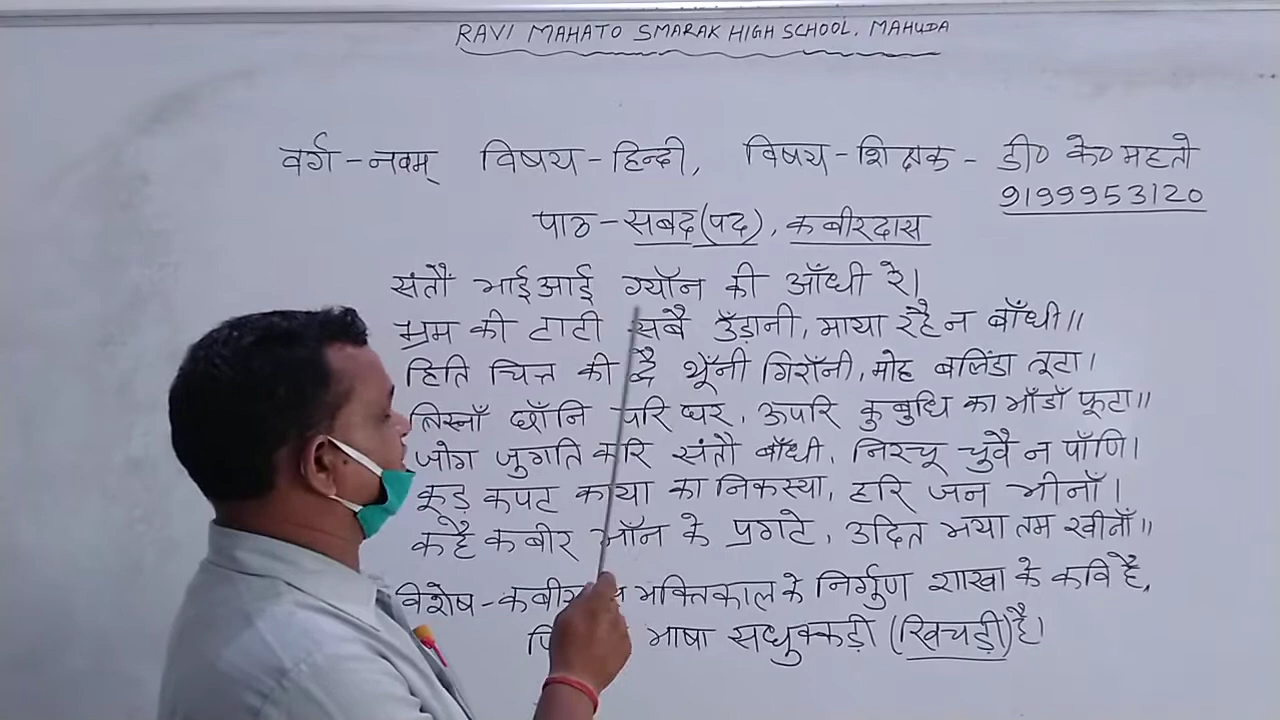 RAVI MAHATO SMARAK HIGH SCHOOL, MAHUDA
वर्ग - नवम् विषय - हिन्दी, विषय - शिक्षक - डी० के० महतो
9199953120
पाठ - सबद (पद), कबीरदास
संतौं भाई आई ग्यॉन की आँधी रे।
भ्रम की टाटी सबै उँड़ानी, माया रहै न बाँधी॥
हिति चित्त की द्वै थूँनी गिराँनी, मोह बलिंडा तूटा।
तिस्नाँ छाँनि परि घर, ऊपरि कुबुधि का भाँडाँ फूटा॥
जोग जुगति करि संतौ बाँधी, निरचू चुवै न पाँणि।
कूड़ कपट काया का निकस्या, हरि जन भीनाँ।
कहै कबीर भाँन के प्रगटे, उदित भया तम खीनाँ॥
विशेष - भक्तिकाल के निर्गुण शाखा के कवि है,
भाषा सधुक्कड़ी (खिचड़ी) है।